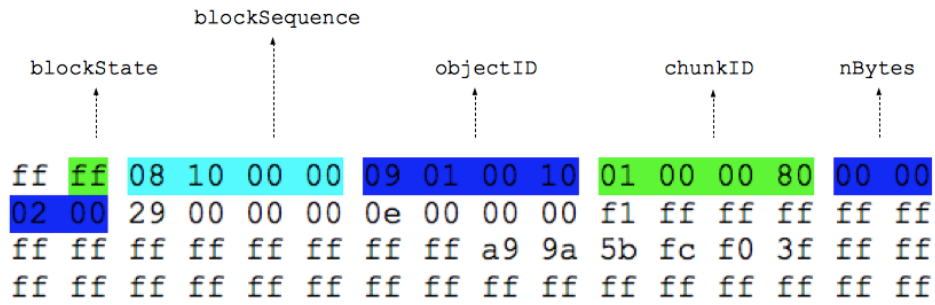 blockSequence
blockState objectID chunkID nBytes
ff ff 08 10 00 00 09 01 00 10 01 00 00 80 00 00
02 00 29 00 00 00 0e 00 00 00 f1 ff ff ff ff ff
ff ff ff ff ff ff ff ff a9 9a 5b fc f0 3f ff ff
ff ff ff ff ff ff ff ff ff ff ff ff ff ff ff ff